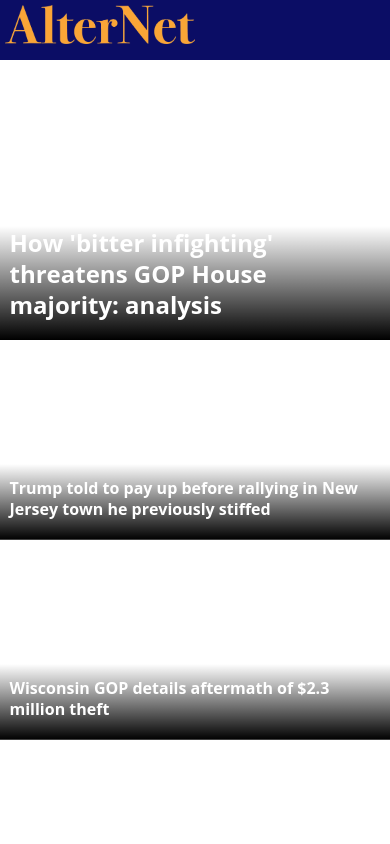 AlterNet
How 'bitter infighting'
threatens GOP House
majority: analysis
Trump told to pay up before rallying in New
Jersey town he previously stiffed
Wisconsin GOP details aftermath of $2.3
million theft